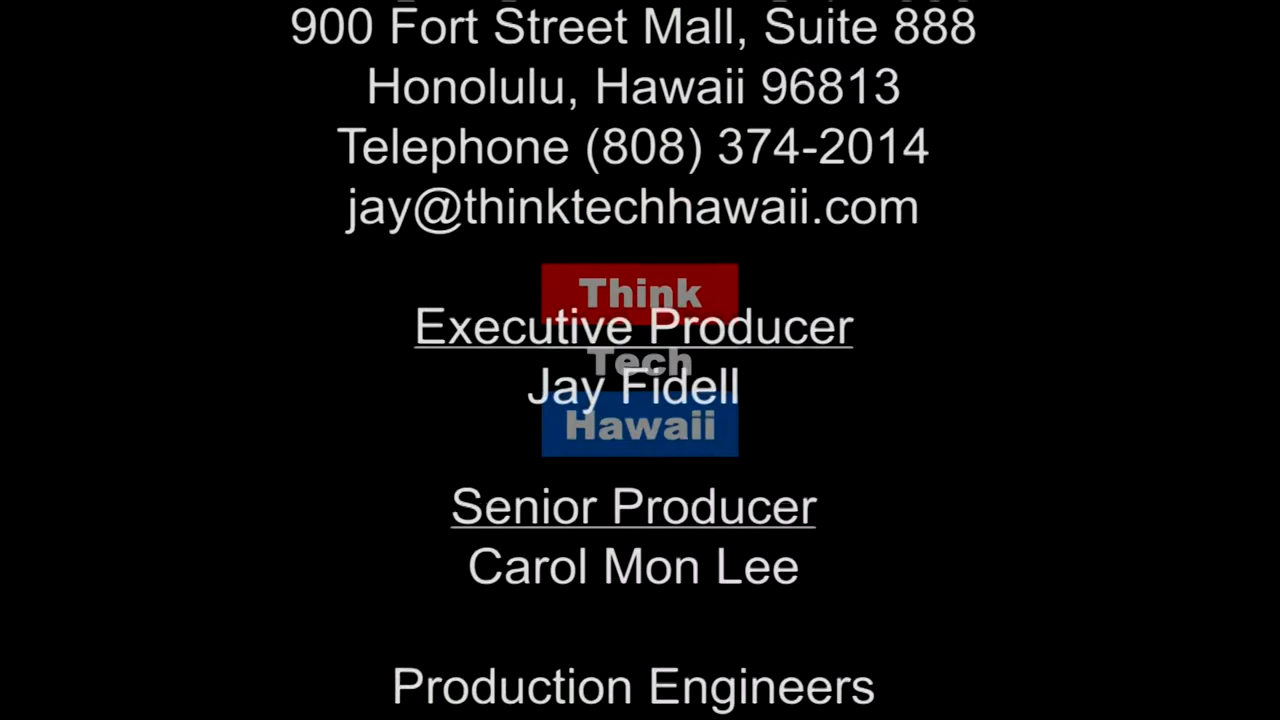 900 Fort Street Mall, Suite 888
Honolulu, Hawaii 96813
Telephone (808) 374-2014
jay@thinktechhawaii.com
Think
Executive Producer
Tech
Jay Fidell
Hawaii
Senior Producer
Carol Mon Lee
Production Engineers